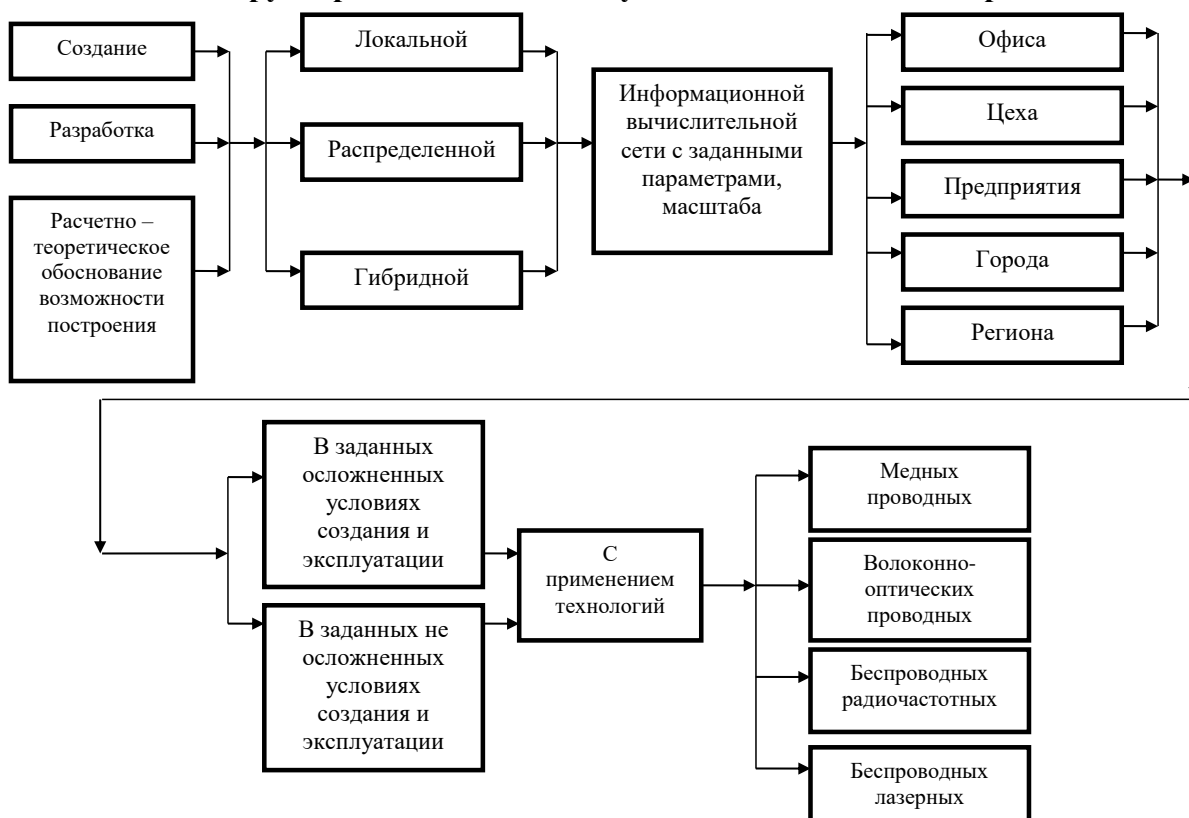 Создание
Разработка
Расчетно –
теоретическое
обоснование
возможности
построения
Локальной
Распределенной
Гибридной
Информационной
вычислительной
сети с заданными
параметрами,
масштаба
Офиса
Цеха
Предприятия
Города
Региона
В заданных
осложненных
условиях
создания и
эксплуатации
В заданных не
осложненных
условиях
создания и
эксплуатации
С
применением
технологий
Медных
проводных
Волоконно-
оптических
проводных
Беспроводных
радиочастотных
Беспроводных
лазерных